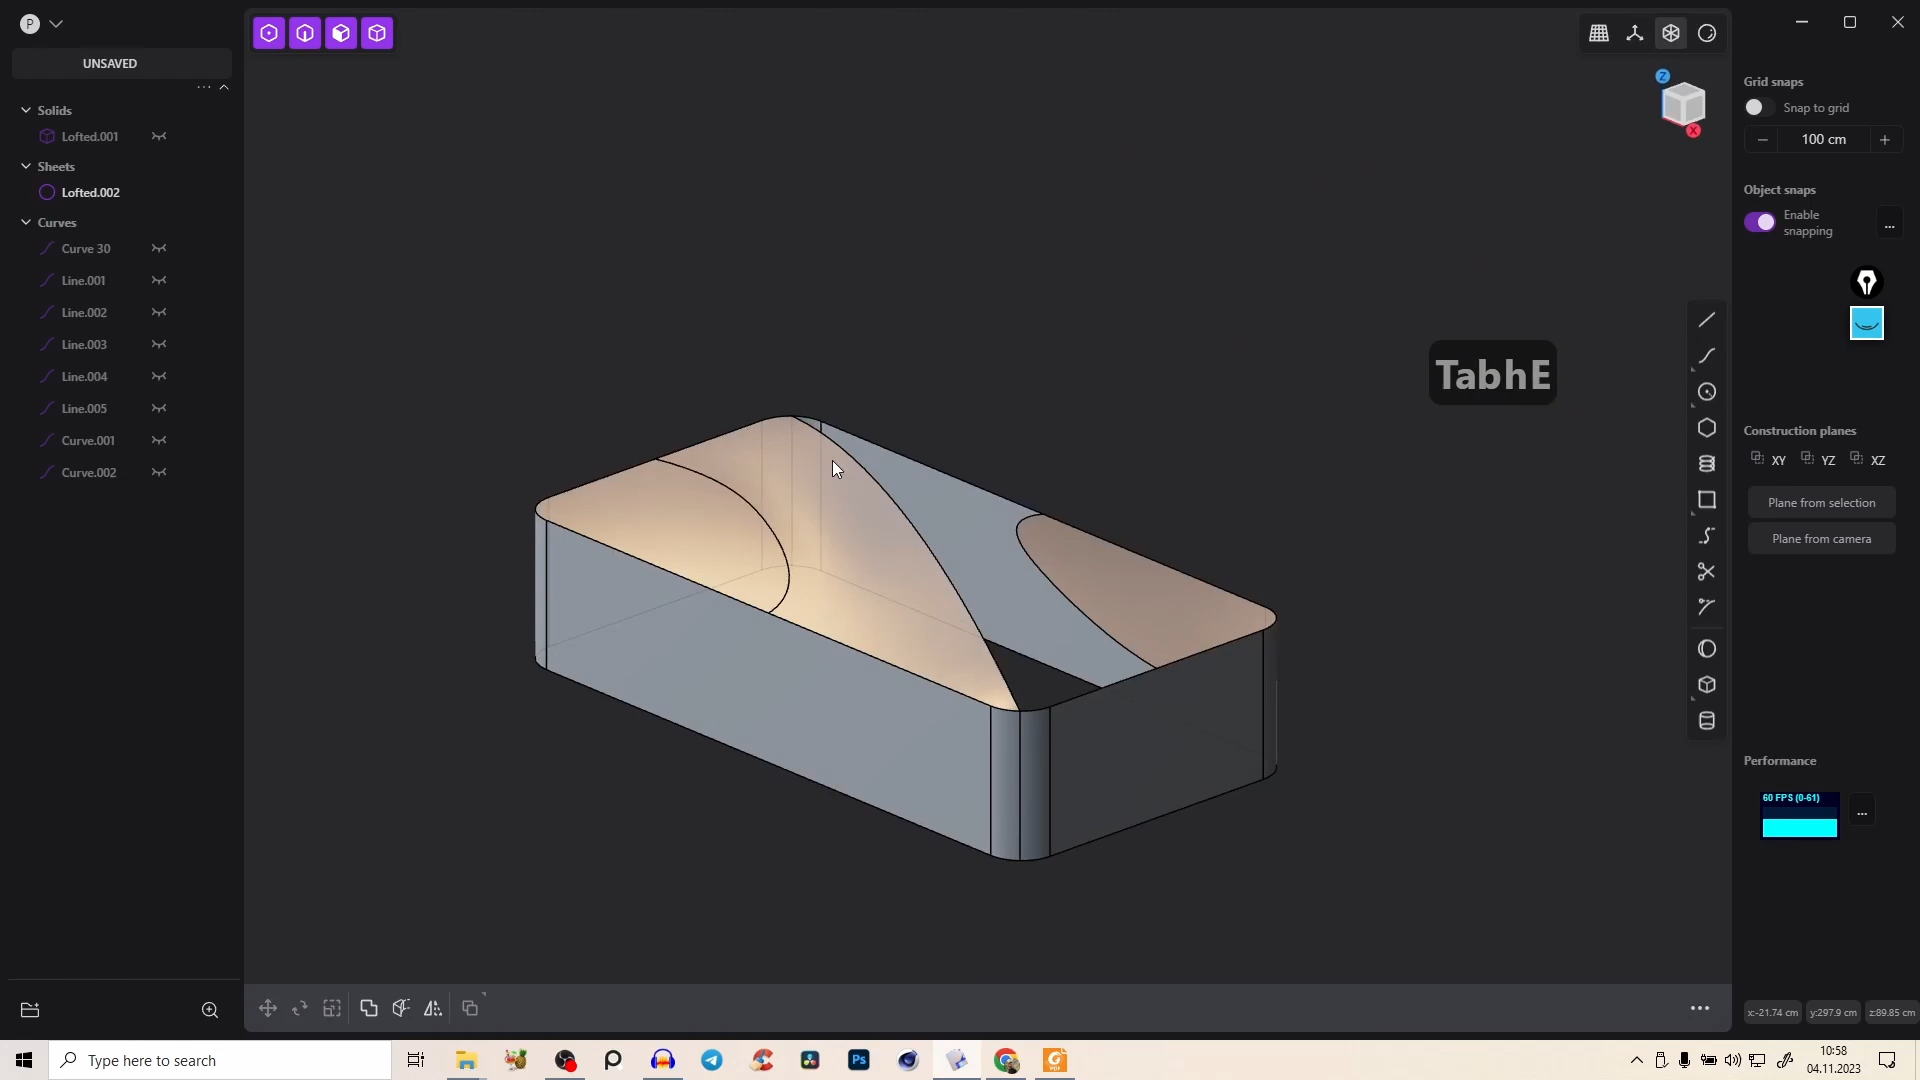 P
UNSAVED
Solids
Lofted.001
Sheets
Lofted.002
Curves
Curve 30
Line.001
Line.002
Line.003
Line.004
Line.005
Curve.001
Curve.002
Z
X
TabhE
Grid snaps
Snap to grid
100 cm
Object snaps
Enable
snapping
Construction planes
XY YZ XZ
Plane from selection
Plane from camera
Performance
60 FPS (0-61)
x:-21.74 cm y:297.9 cm z:89.85 cm
Type here to search
Ps
PDF
10:58
04.11.2023